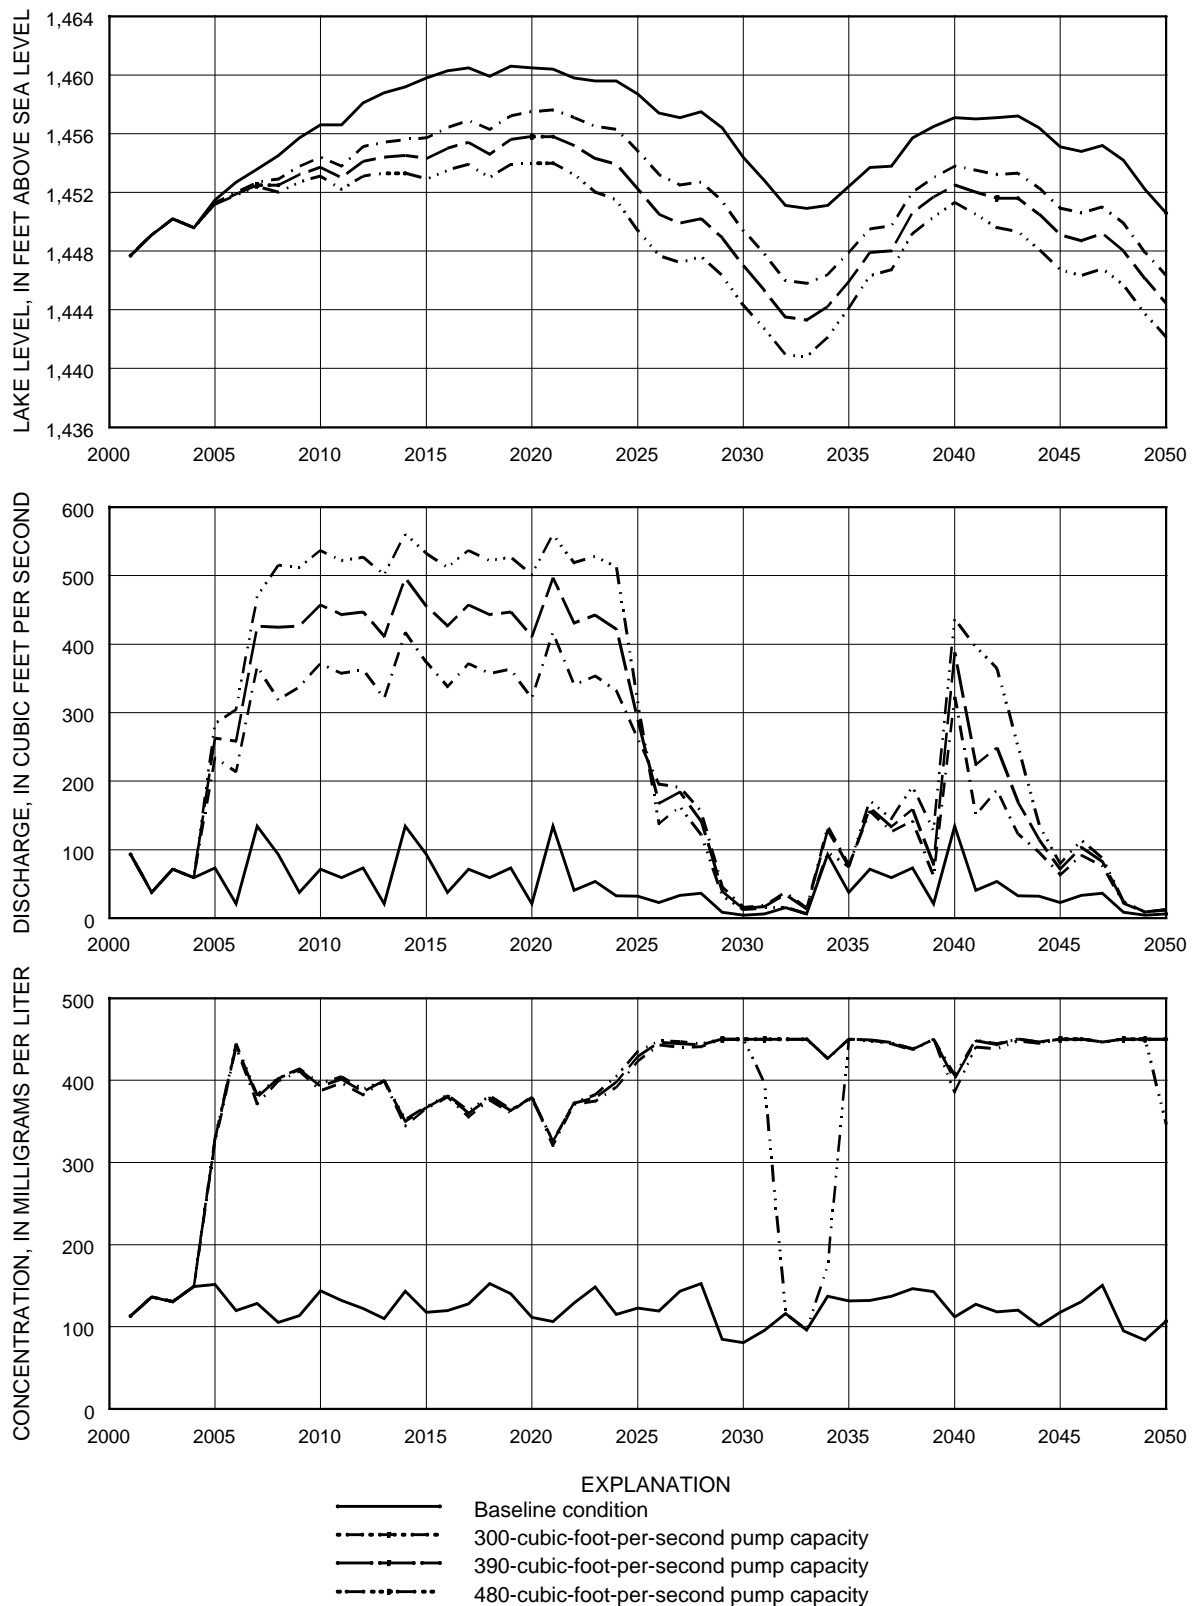 LAKE LEVEL, IN FEET ABOVE SEA LEVEL
1,464
1,460
1,456
1,452
1,448
1,444
1,440
1,436
2000 2005 2010 2015 2020 2025 2030 2035 2040 2045 2050
DISCHARGE, IN CUBIC FEET PER SECOND
600
500
400
300
200
100
0
2000 2005 2010 2015 2020 2025 2030 2035 2040 2045 2050
CONCENTRATION, IN MILLIGRAMS PER LITER
500
400
300
200
100
0
2000 2005 2010 2015 2020 2025 2030 2035 2040 2045 2050
EXPLANATION
Baseline condition
300-cubic-foot-per-second pump capacity
390-cubic-foot-per-second pump capacity
480-cubic-foot-per-second pump capacity